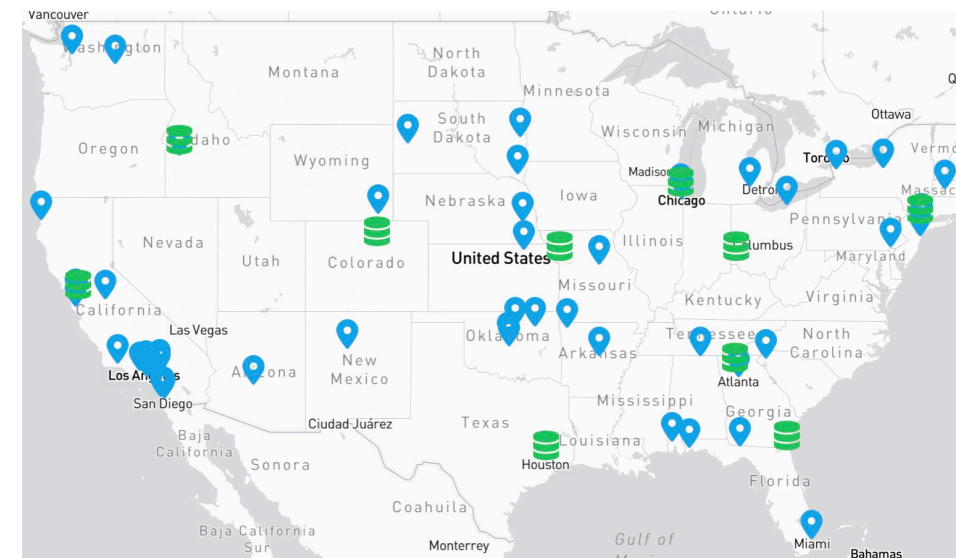 Vancouver
Ontario
Washington
North
Dakota
Montana
Minnesota
Ottawa
South
Dakota
Wisconsin
Michigan
Toronto
Verm
Oregon
Idaho
Wyoming
Madison
Massac
Chicago
Detroit
Nebraska
Iowa
Pennsylvania
Nevada
Utah
Colorado
United States
Illinois
Columbus
Maryland
Missouri
Kentucky
Virginia
California
Las Vegas
Oklahoma
Arkansas
Tennessee
North
Carolina
New
Mexico
Arizona
Los Angeles
San Diego
Atlanta
Mississippi
Georgia
Ciudad Juárez
Texas
Louisiana
Baja
California
Sonora
Houston
Florida
Coahuila
Baja California
Sur
Monterrey
Gulf of
Miami
Bahamas